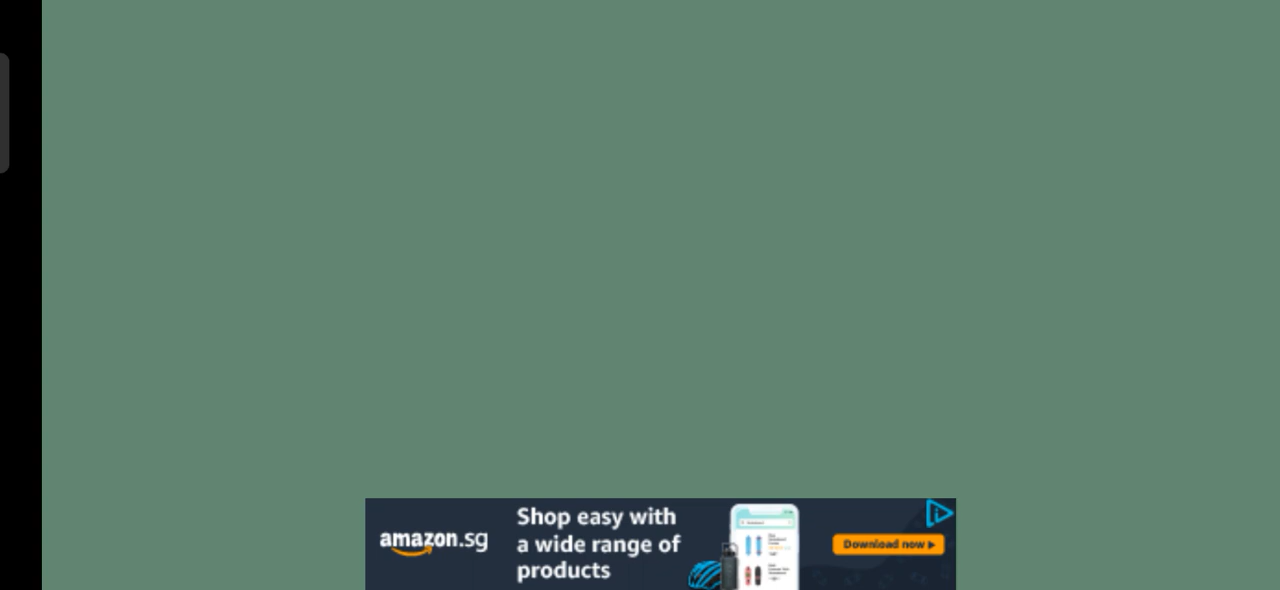 amazon.sg
Shop easy with
a wide range of
products
Download now